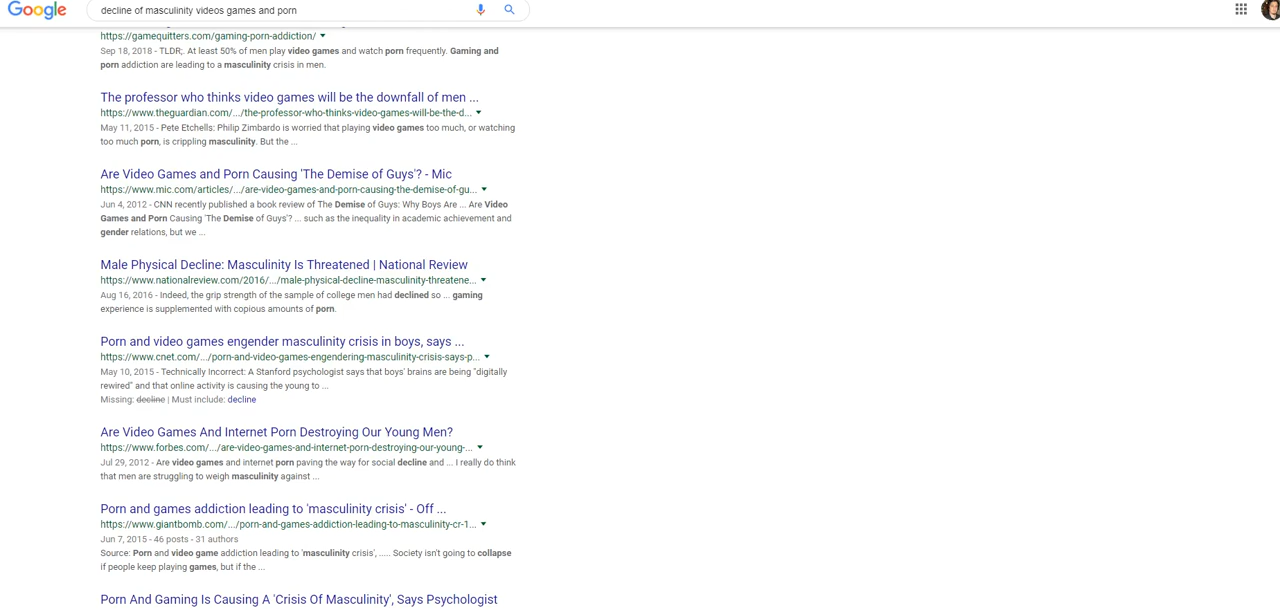 Google
decline of masculinity videos games and porn
https://gamequitters.com/gaming-porn-addiction/
Sep 18, 2018 - TLDR;. At least 50% of men play video games and watch porn frequently. Gaming and
porn addiction are leading to a masculinity crisis in men.
The professor who thinks video games will be the downfall of men ...
https://www.theguardian.com/.../the-professor-who-thinks-video-games-will-be-the-d...
May 11, 2015 - Pete Etchells: Philip Zimbardo is worried that playing video games too much, or watching
too much porn, is crippling masculinity. But the ...
Are Video Games and Porn Causing 'The Demise of Guys'? - Mic
https://www.mic.com/articles/.../are-video-games-and-porn-causing-the-demise-of-gu...
Jun 4, 2012 - CNN recently published a book review of The Demise of Guys: Why Boys Are ... Are Video
Games and Porn Causing 'The Demise of Guys'? ... such as the inequality in academic achievement and
gender relations, but we ...
Male Physical Decline: Masculinity Is Threatened | National Review
https://www.nationalreview.com/2016/.../male-physical-decline-masculinity-threatene...
Aug 16, 2016 - Indeed, the grip strength of the sample of college men had declined so ... gaming
experience is supplemented with copious amounts of porn.
Porn and video games engender masculinity crisis in boys, says ...
https://www.cnet.com/.../porn-and-video-games-engendering-masculinity-crisis-says-p...
May 10, 2015 - Technically Incorrect: A Stanford psychologist says that boys' brains are being "digitally
rewired" and that online activity is causing the young to ...
Missing: decline | Must include: decline
Are Video Games And Internet Porn Destroying Our Young Men?
https://www.forbes.com/.../are-video-games-and-internet-porn-destroying-our-young-...
Jul 29, 2012 - Are video games and internet porn paving the way for social decline and ... I really do think
that men are struggling to weigh masculinity against ...
Porn and games addiction leading to 'masculinity crisis' - Off ...
https://www.giantbomb.com/.../porn-and-games-addiction-leading-to-masculinity-cr-1...
Jun 7, 2015 - 46 posts - 31 authors
Source: Porn and video game addiction leading to 'masculinity crisis', ..... Society isn't going to collapse
if people keep playing games, but if the ...
Porn And Gaming Is Causing A 'Crisis Of Masculinity', Says Psychologist